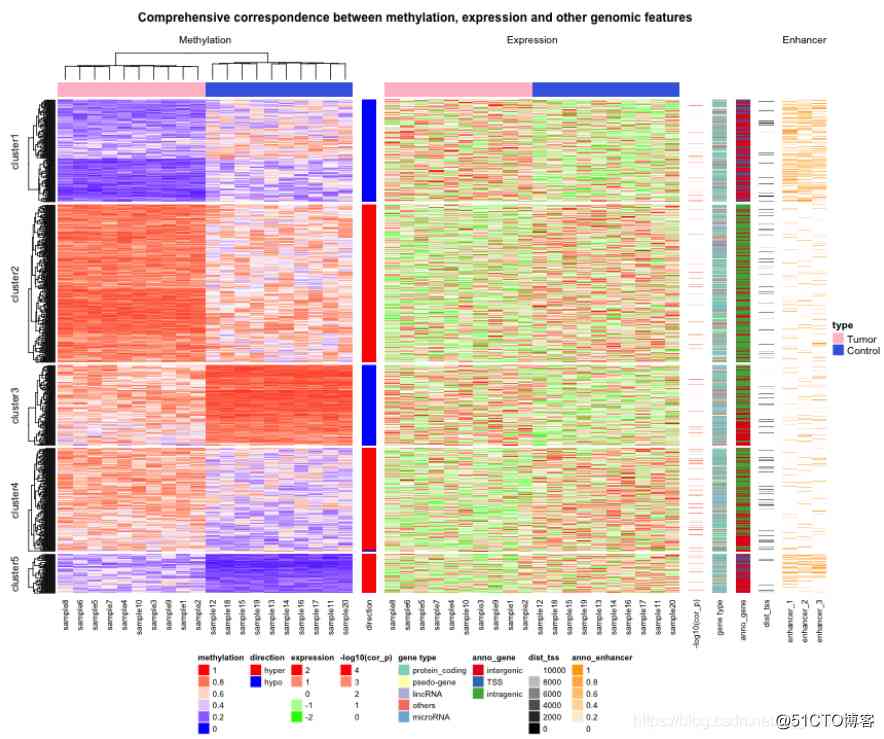 Comprehensive correspondence between methylation, expression and other genomic features
Methylation
Expression
Enhancer
cluster1
cluster2
cluster3
cluster4
cluster5
type
Tumor
Control
sample8
sample6
sample5
sample7
sample4
sample10
sample3
sample9
sample1
sample2
sample12
sample18
sample15
sample19
sample13
sample14
sample16
sample17
sample11
sample20
direction
sample8
sample6
sample5
sample7
sample4
sample10
sample3
sample9
sample1
sample2
sample12
sample18
sample15
sample19
sample13
sample14
sample16
sample17
sample11
sample20
-log10(cor_p)
gene type
anno_gene
dist_tss
enhancer_1
enhancer_2
enhancer_3
methylation
1
0.8
0.6
0.4
0.2
0
direction
hyper
hypo
expression
2
1
0
-1
-2
-log10(cor_p)
4
3
2
1
0
gene type
protein_coding
psedo-gene
lincRNA
others
microRNA
anno_gene
intergenic
TSS
intragenic
dist_tss
10000
8000
6000
4000
2000
0
anno_enhancer
1
0.8
0.6
0.4
0.2
0
@51CTO博客